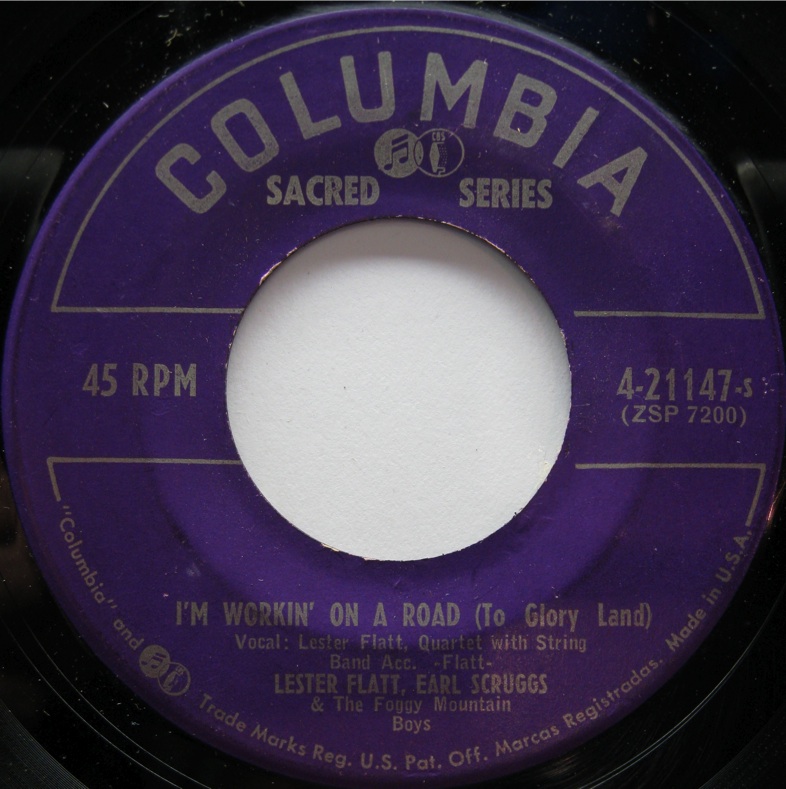 COLUMBIA
CBS
SACRED SERIES
45 RPM
4-21147-s
(ZSP 7200)
I'M WORKIN' ON A ROAD (To Glory Land)
Vocal: Lester Flatt, Quartet with String
Band Acc. -Flatt-
LESTER FLATT, EARL SCRUGGS
& The Foggy Mountain
Boys
"Columbia" and Trade Marks Reg. U.S. Pat. Off. Marcas Registradas. Made in U.S.A.